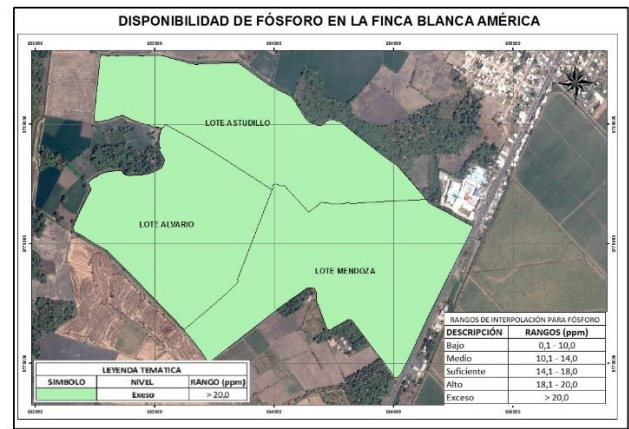 DISPONIBILIDAD DE FÓSFORO EN LA FINCA BLANCA AMÉRICA
LOTE ASTUDILLO
LOTE ALVARIO
LOTE MENDOZA
RANGOS DE INTERPOLACIÓN PARA FÓSFORO
DESCRIPCIÓN RANGOS (ppm)
Bajo 0,1 - 10,0
Medio 10,1 - 14,0
Suficiente 14,1 - 18,0
Alto 18,1 - 20,0
Exceso > 20,0
LEYENDA TEMATICA
SIMBOLO NIVEL RANGO (ppm)
Exeso > 20,0